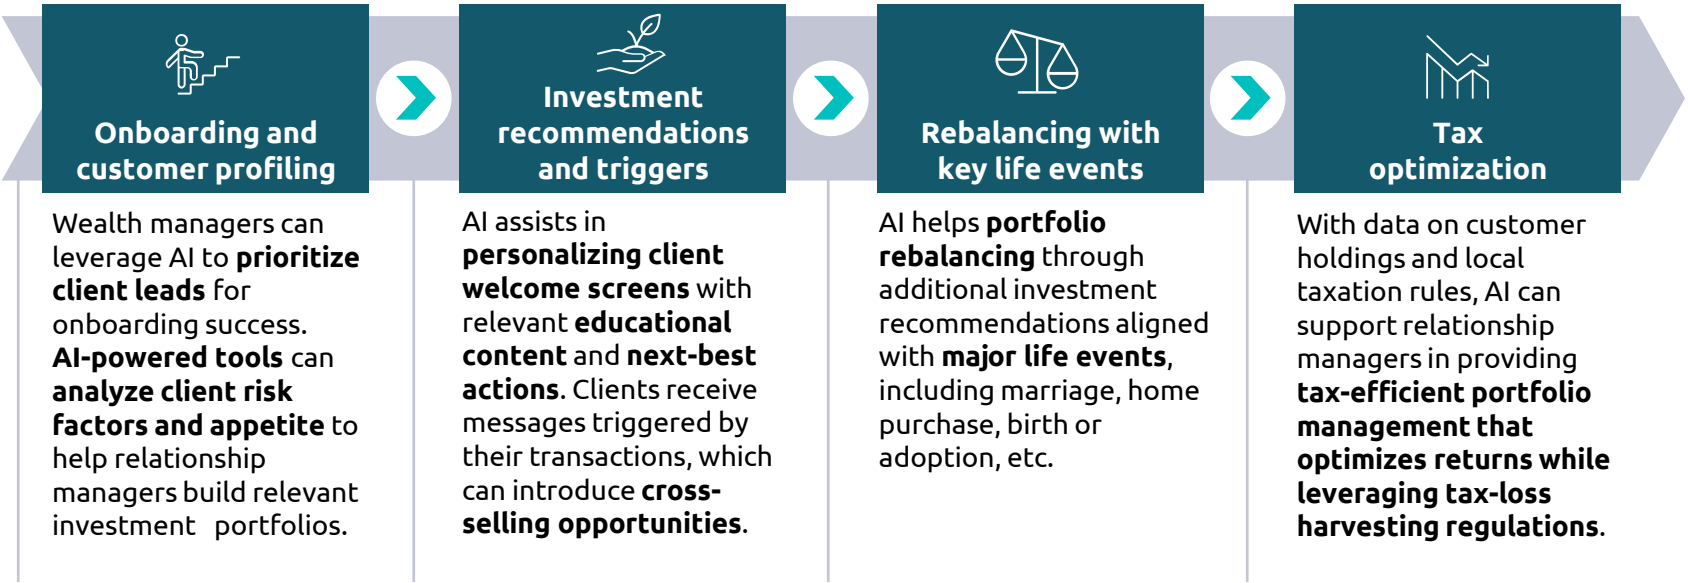 Onboarding and
customer profiling
Wealth managers can
leverage AI to prioritize
client leads for
onboarding success.
AI-powered tools can
analyze client risk
factors and appetite to
help relationship
managers build relevant
investment portfolios.
Investment
recommendations
and triggers
AI assists in
personalizing client
welcome screens with
relevant educational
content and next-best
actions. Clients receive
messages triggered by
their transactions, which
can introduce cross-
selling opportunities.
Rebalancing with
key life events
AI helps portfolio
rebalancing through
additional investment
recommendations aligned
with major life events,
including marriage, home
purchase, birth or
adoption, etc.
Tax
optimization
With data on customer
holdings and local
taxation rules, AI can
support relationship
managers in providing
tax-efficient portfolio
management that
optimizes returns while
leveraging tax-loss
harvesting regulations.